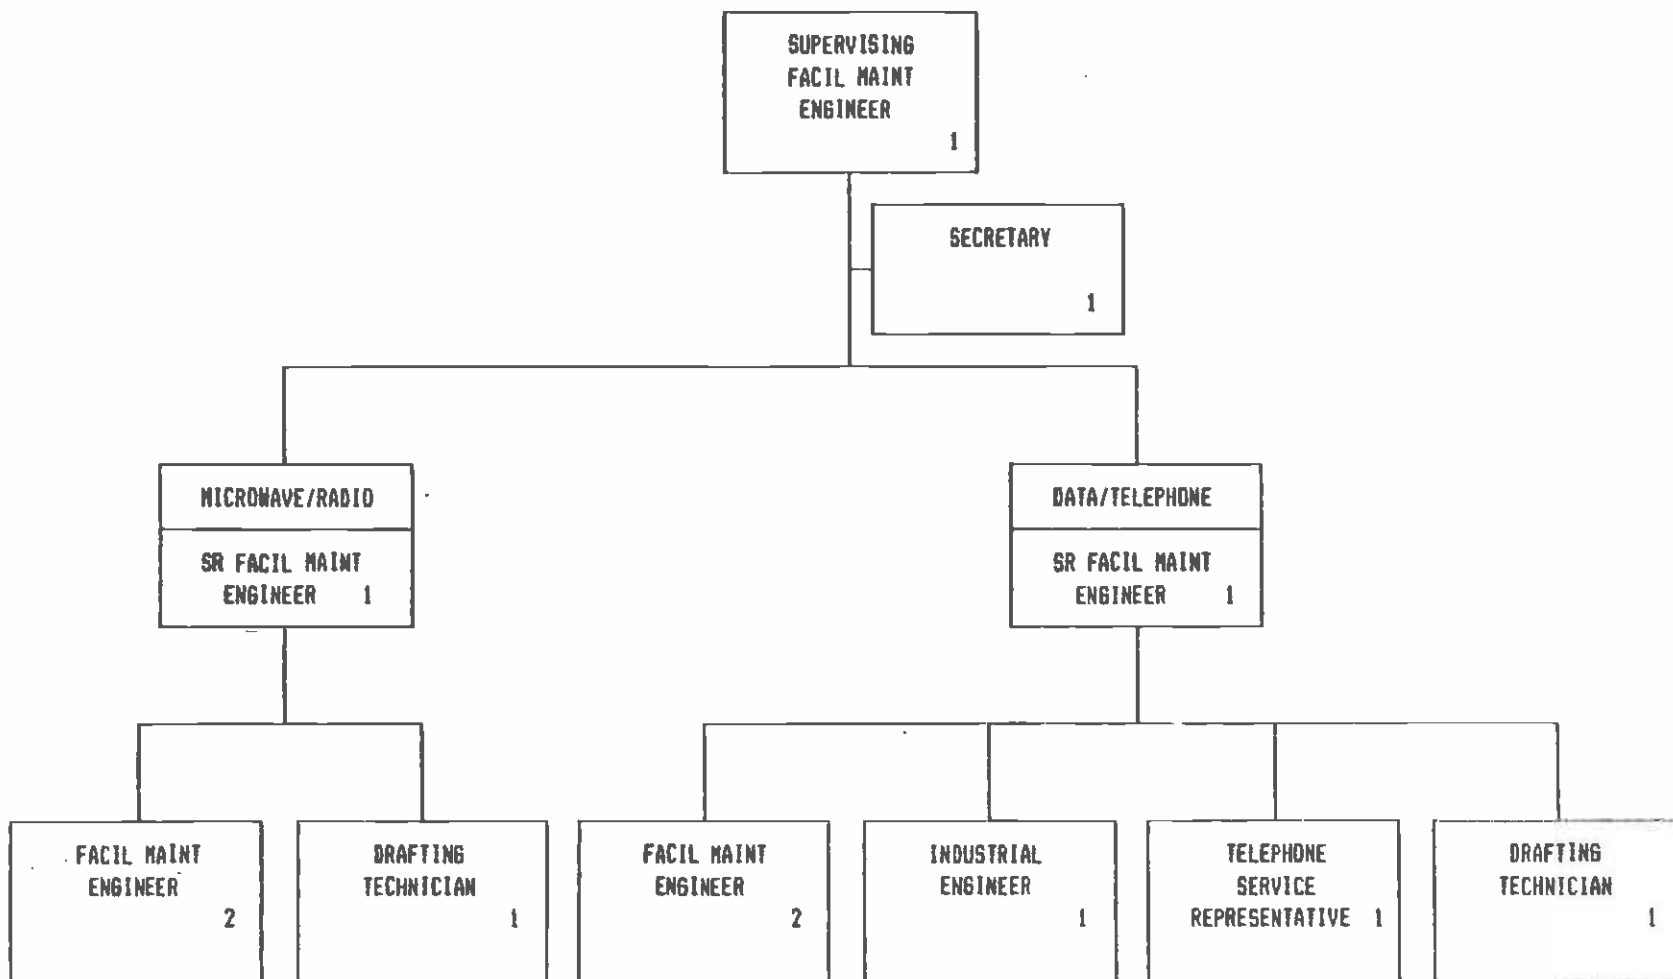 SUPERVISING
FACIL MAINT
ENGINEER
1
SECRETARY
1
MICROWAVE/RADIO
SR FACIL MAINT
ENGINEER 1
DATA/TELEPHONE
SR FACIL MAINT
ENGINEER 1
FACIL MAINT
ENGINEER
2
DRAFTING
TECHNICIAN
1
FACIL MAINT
ENGINEER
2
INDUSTRIAL
ENGINEER
1
TELEPHONE
SERVICE
REPRESENTATIVE 1
DRAFTING
TECHNICIAN
1